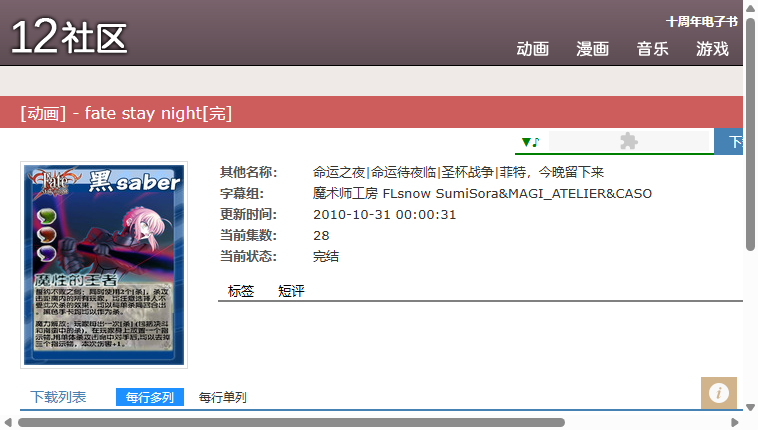 12社区
十周年电子书
动画 漫画 音乐 游戏
[动画] - fate stay night[完]
▼♪
其他名称: 命运之夜|命运待夜临|圣杯战争|菲特，今晚留下来
字幕组: 魔术师工房 FLsnow SumiSora&MAGI_ATELIER&CASO
更新时间: 2010-10-31 00:00:31
当前集数: 28
当前状态: 完结
标签 短评
Fate
黑saber
魔性的王者
下载列表 每行多列 每行单列